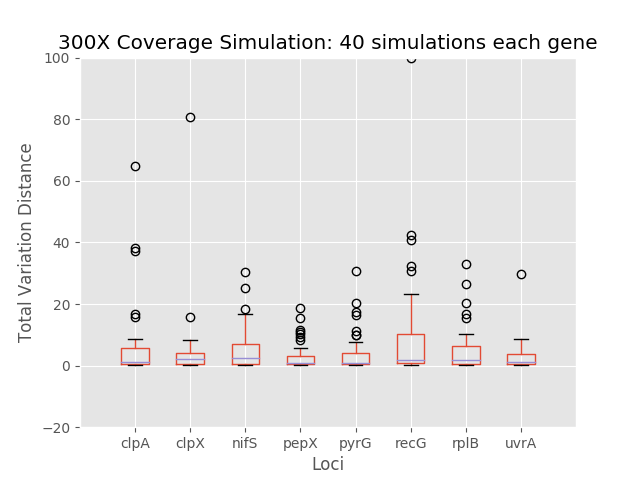 300X Coverage Simulation: 40 simulations each gene
100
80
60
40
20
0
−20
Total Variation Distance
clpA clpX nifS pepX pyrG recG rplB uvrA
Loci